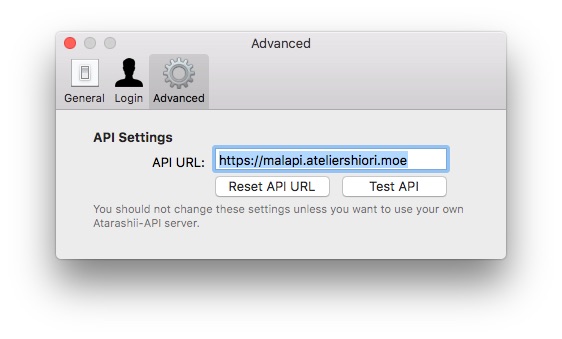 Advanced
General Login Advanced
API Settings
API URL: https://malapi.ateliershiori.moe
Reset API URL Test API
You should not change these settings unless you want to use your own
Atarashii-API server.